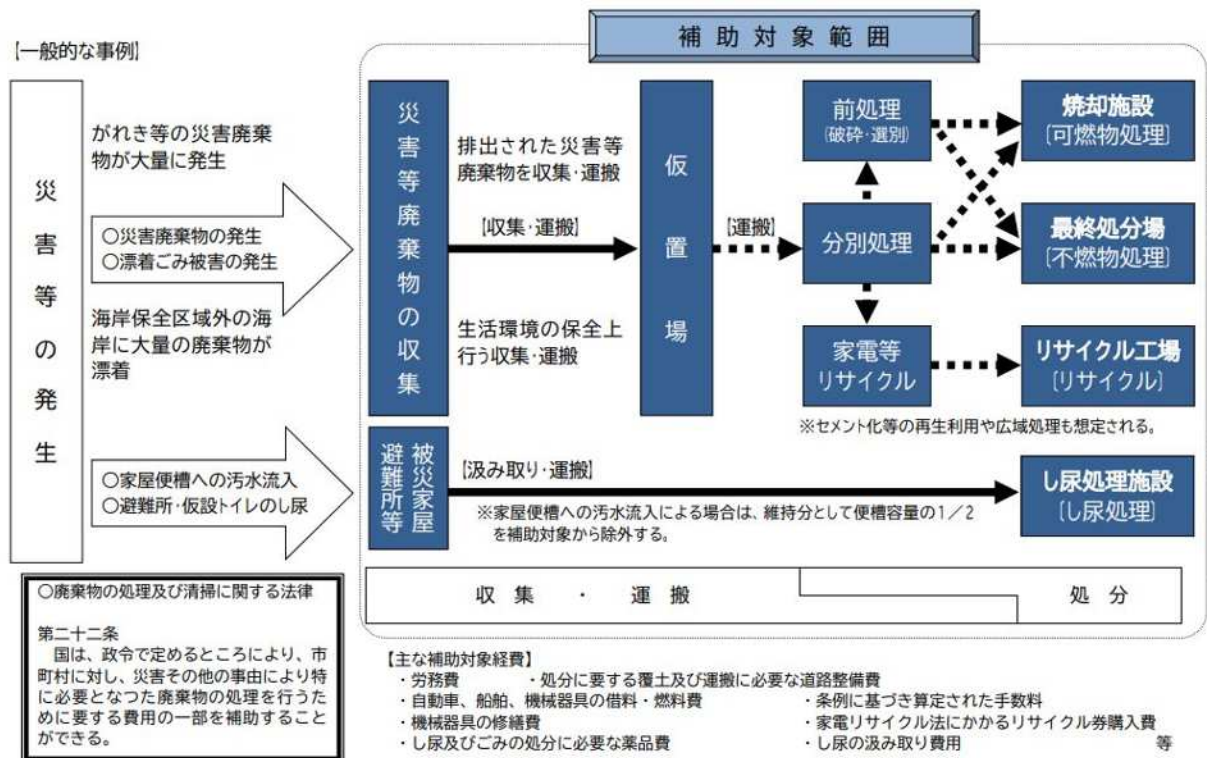 補助対象範囲
[一般的な事例]
災害等の発生
がれき等の災害廃棄
物が大量に発生
○災害廃棄物の発生
○漂着ごみ被害の発生
海岸保全区域外の海
岸に大量の廃棄物が
漂着
○家屋便槽への汚水流入
○避難所･仮設トイレのし尿
災害等廃棄物の収集
排出された災害等
廃棄物を収集･運搬
[収集･運搬]
生活環境の保全上
行う収集･運搬
仮置場
[運搬]
前処理
(破砕･選別)
分別処理
家電等
リサイクル
焼却施設
[可燃物処理]
最終処分場
[不燃物処理]
リサイクル工場
[リサイクル]
※セメント化等の再生利用や広域処理も想定される。
被災家屋
避難所等
[汲み取り･運搬]
※家屋便槽への汚水流入による場合は、維持分として便槽容量の1／2
を補助対象から除外する。
し尿処理施設
[し尿処理]
収集・運搬
処分
○廃棄物の処理及び清掃に関する法律
第二十二条
国は、政令で定めるところにより、市
町村に対し、災害その他の事由により特
に必要となつた廃棄物の処理を行うた
めに要する費用の一部を補助すること
ができる。
【主な補助対象経費】
・労務費 ・処分に要する覆土及び運搬に必要な道路整備費
・自動車、船舶、機械器具の借料・燃料費 ・条例に基づき算定された手数料
・機械器具の修繕費 ・家電リサイクル法にかかるリサイクル券購入費
・し尿及びごみの処分に必要な薬品費 ・し尿の汲み取り費用 等